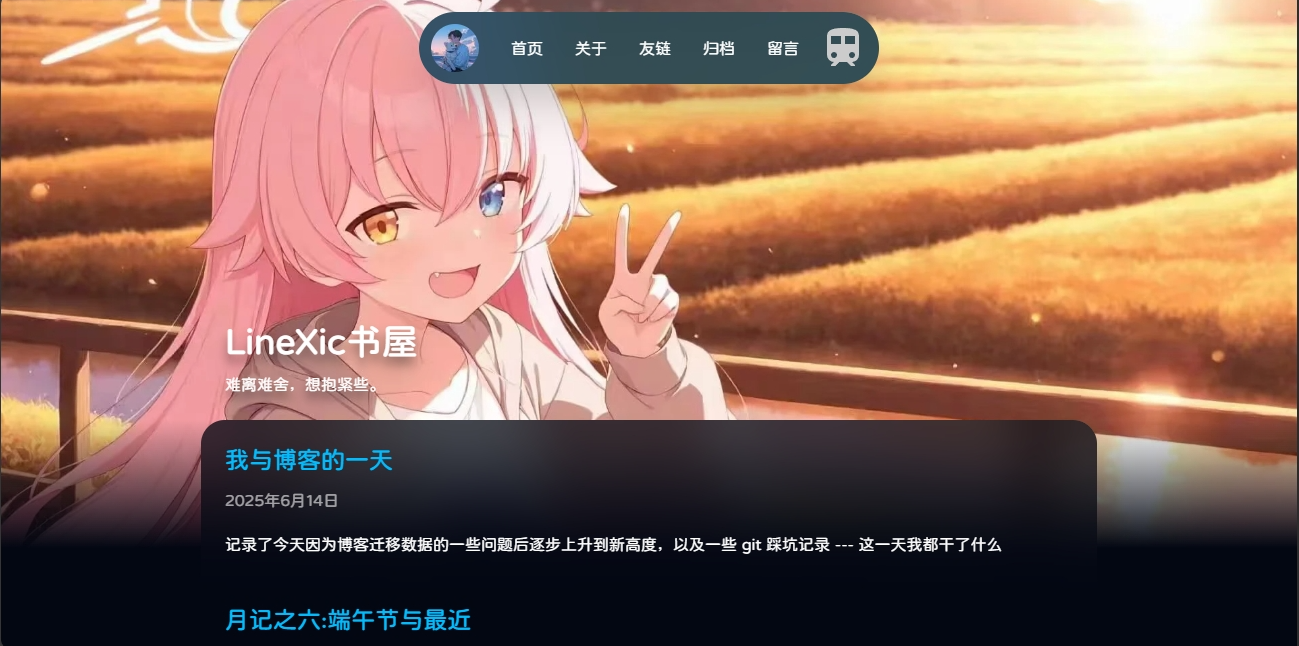 首页 关于 友链 归档 留言
LineXic书屋
难离难舍，想抱紧些。
我与博客的一天
2025年6月14日
记录了今天因为博客迁移数据的一些问题后逐步上升到新高度，以及一些 git 踩坑记录 --- 这一天我都干了什么
月记之六:端午节与最近